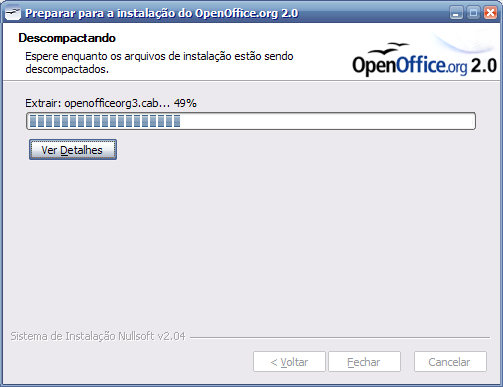 Preparar para a instalação do OpenOffice.org 2.0
Descompactando
Espere enquanto os arquivos de instalação estão sendo
descompactados.
OpenOffice.org 2.0
Extrair: openofficeorg3.cab... 49%
Ver Detalhes
Sistema de Instalação Nullsoft v2.04
< Voltar
Fechar
Cancelar